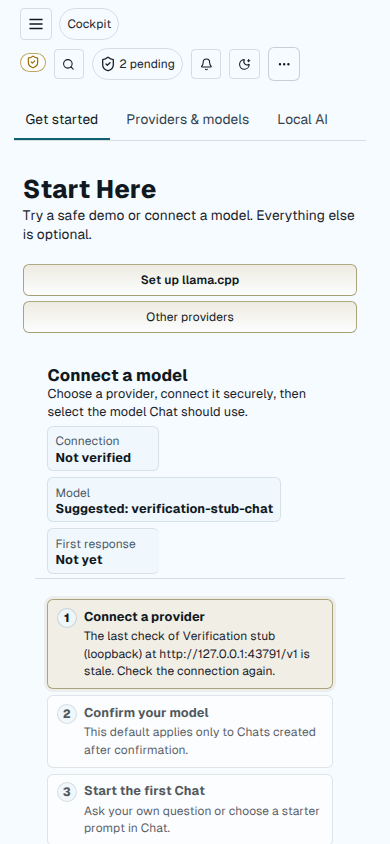 Cockpit
2 pending
Get started
Providers & models
Local AI
Start Here
Try a safe demo or connect a model. Everything else
is optional.
Set up llama.cpp
Other providers
Connect a model
Choose a provider, connect it securely, then
select the model Chat should use.
Connection
Not verified
Model
Suggested: verification-stub-chat
First response
Not yet
1
Connect a provider
The last check of Verification stub
(loopback) at http://127.0.0.1:43791/v1 is
stale. Check the connection again.
2
Confirm your model
This default applies only to Chats created
after confirmation.
3
Start the first Chat
Ask your own question or choose a starter
prompt in Chat.